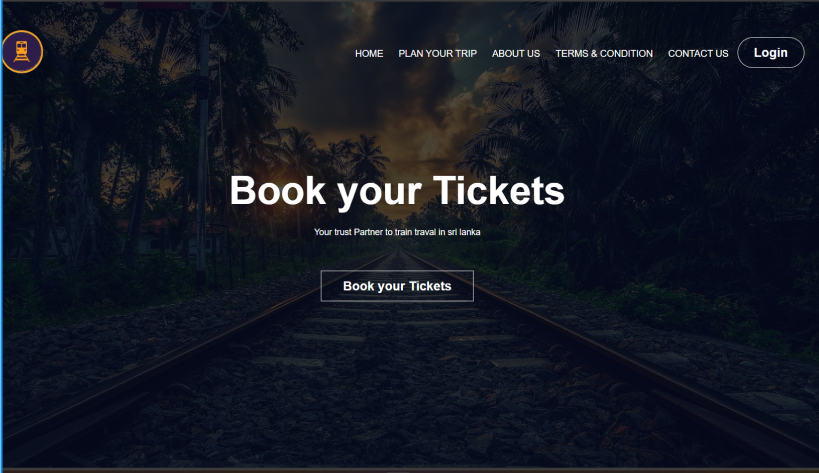 HOME PLAN YOUR TRIP ABOUT US TERMS & CONDITION CONTACT US Login
Book your Tickets
Your trust Partner to train traval in sri lanka
Book your Tickets